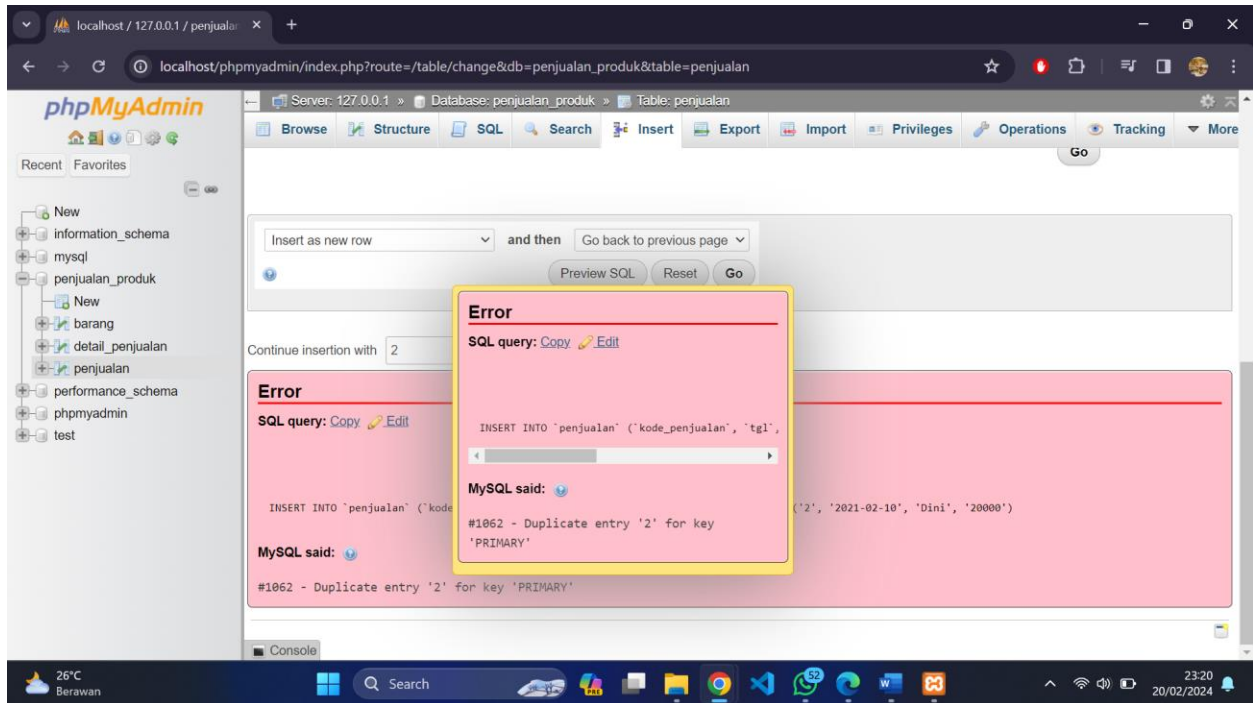 localhost / 127.0.0.1 / penjualan
localhost/phpmyadmin/index.php?route=/table/change&db=penjualan_produk&table=penjualan
phpMyAdmin
Recent Favorites
New
information_schema
mysql
penjualan_produk
New
barang
detail_penjualan
penjualan
performance_schema
phpmyadmin
test
Server: 127.0.0.1 » Database: penjualan_produk » Table: penjualan
Browse Structure SQL Search Insert Export Import Privileges Operations Tracking More
Go
Insert as new row and then Go back to previous page
Preview SQL Reset Go
Continue insertion with 2
Error
SQL query: Copy Edit
INSERT INTO `penjualan` (`kode ('2', '2021-02-10', 'Dini', '20000')
MySQL said:
#1062 - Duplicate entry '2' for key 'PRIMARY'
Error
SQL query: Copy Edit
INSERT INTO `penjualan` (`kode_penjualan`, `tgl`,
MySQL said:
#1062 - Duplicate entry '2' for key
'PRIMARY'
Console
26°C
Berawan
Search
PRE
52
23:20
20/02/2024